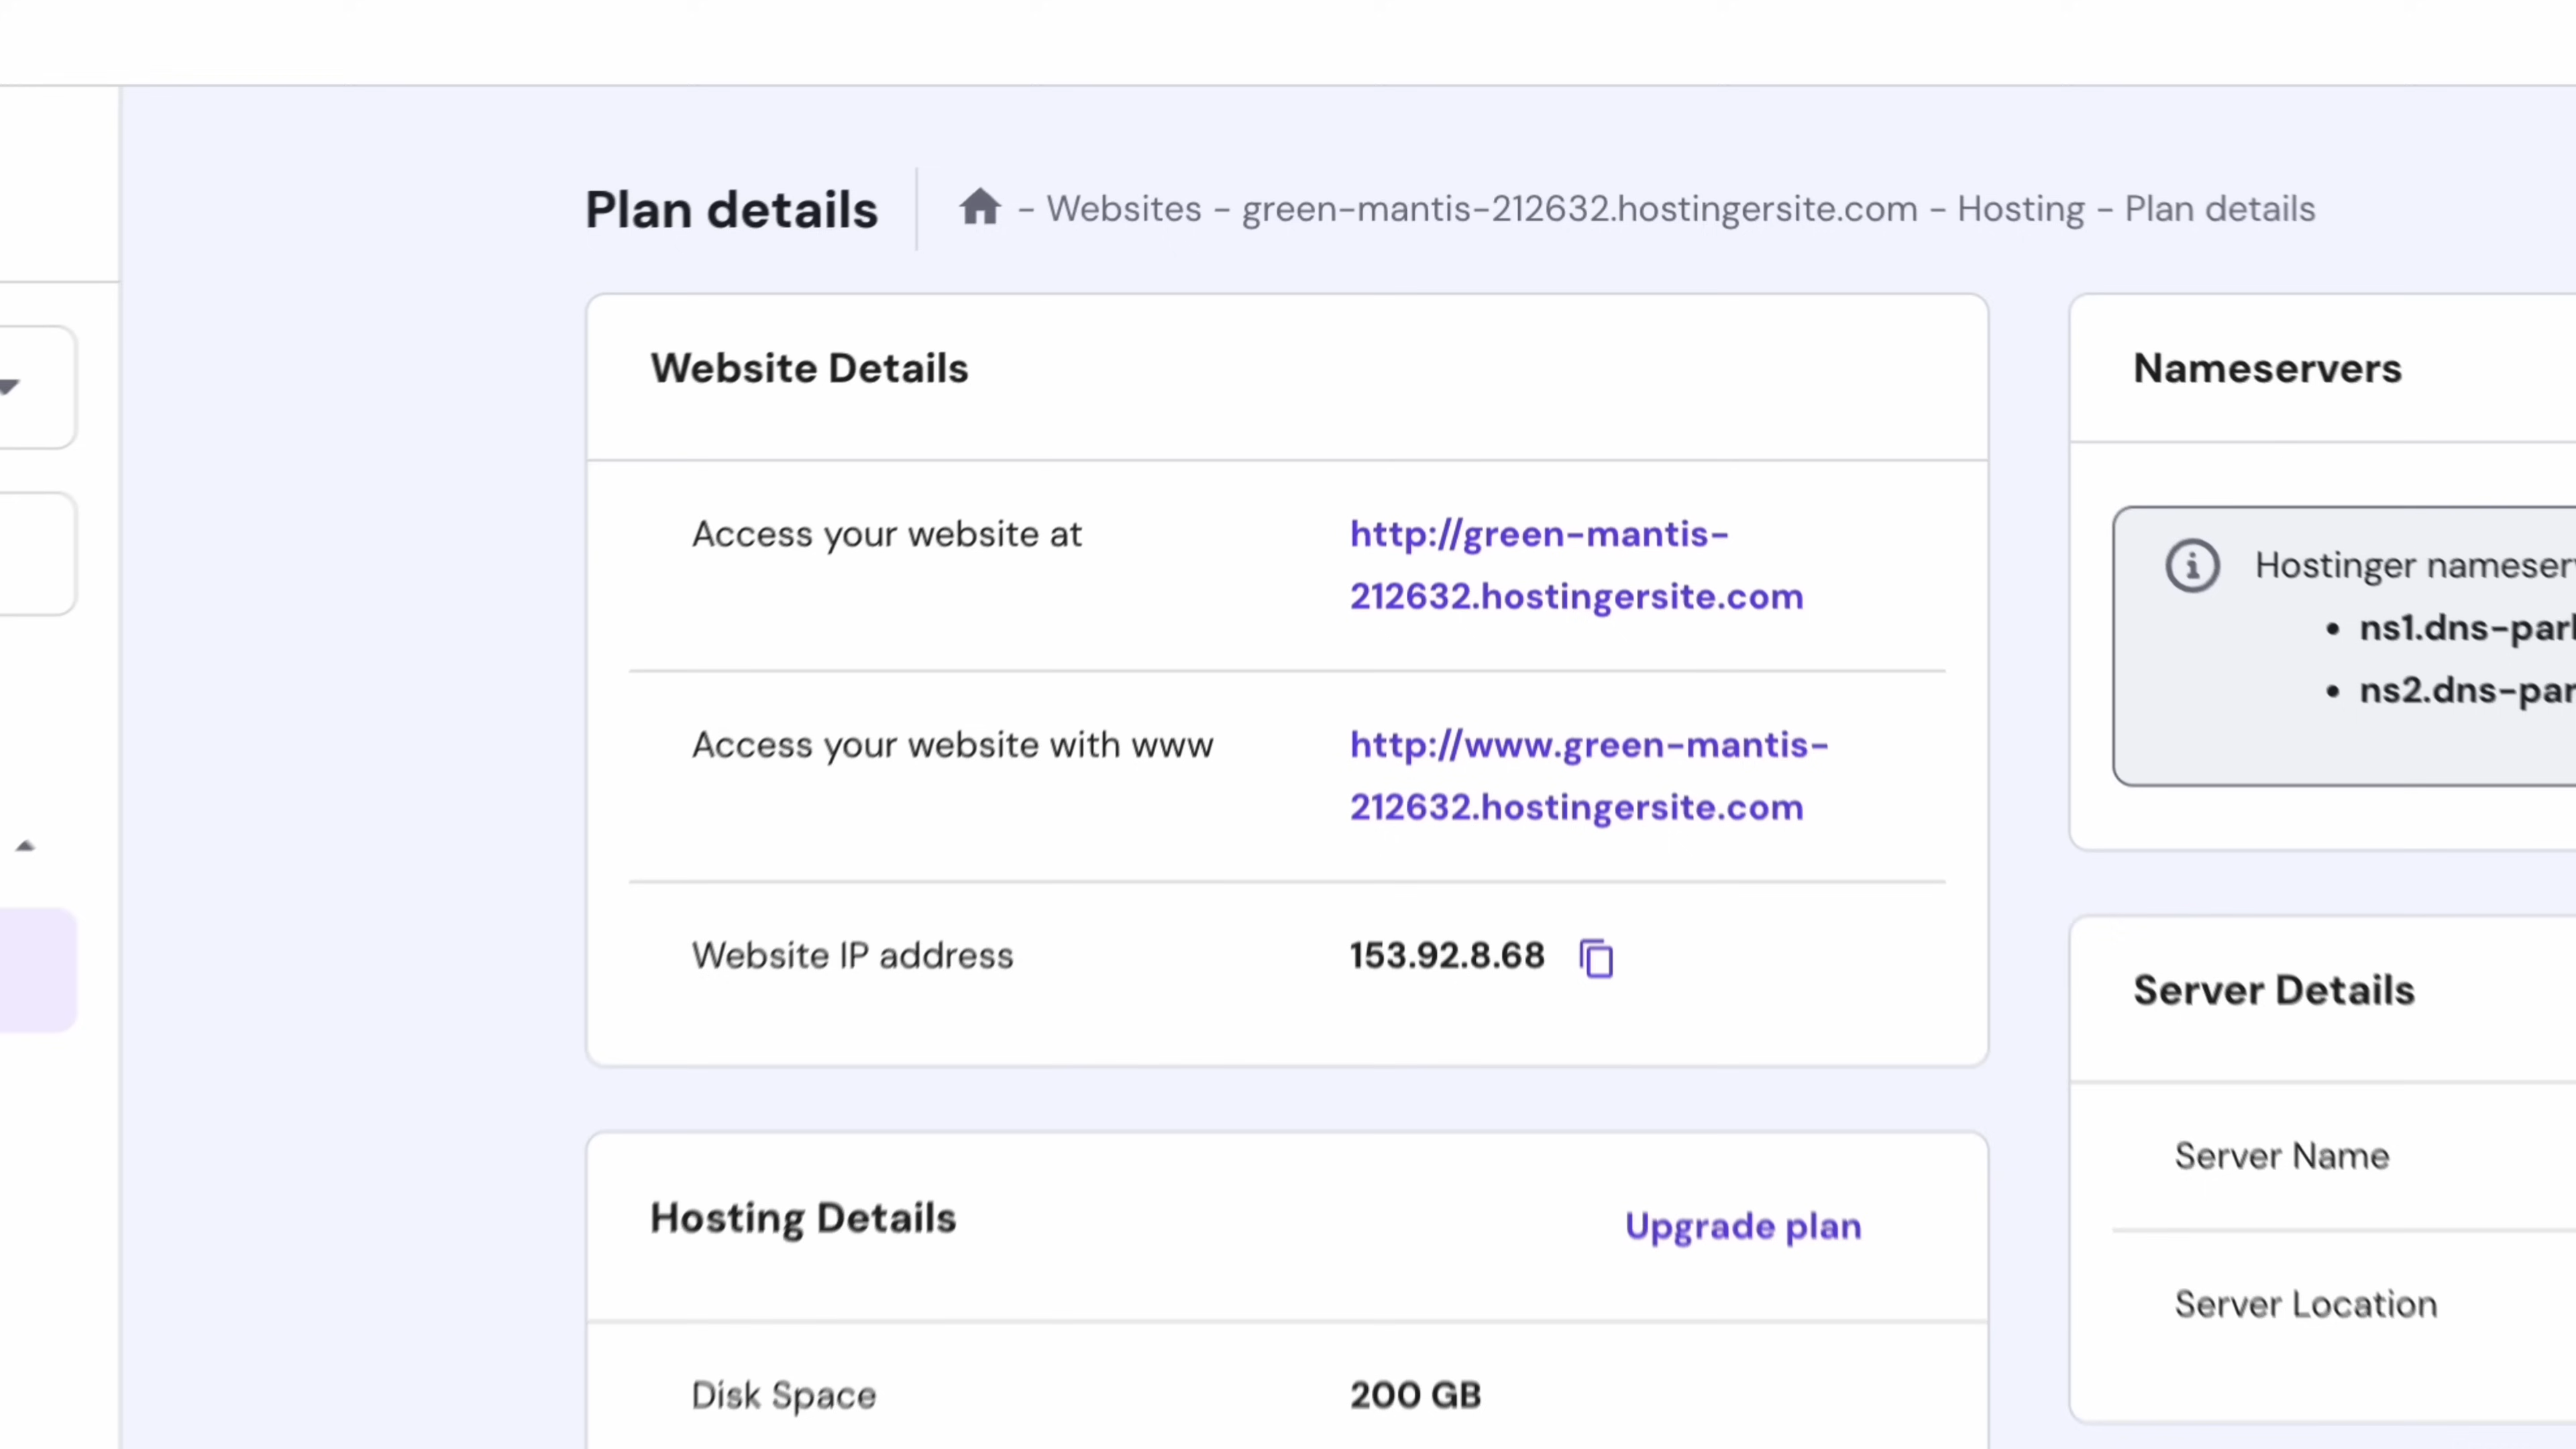 Plan details
- Websites - green-mantis-212632.hostingersite.com - Hosting - Plan details
Website Details
Access your website at
http://green-mantis-
212632.hostingersite.com
Access your website with www
http://www.green-mantis-
212632.hostingersite.com
Website IP address
153.92.8.68
Hosting Details
Upgrade plan
Disk Space
200 GB
Nameservers
Hostinger
Server Details
Server Name
Server Location